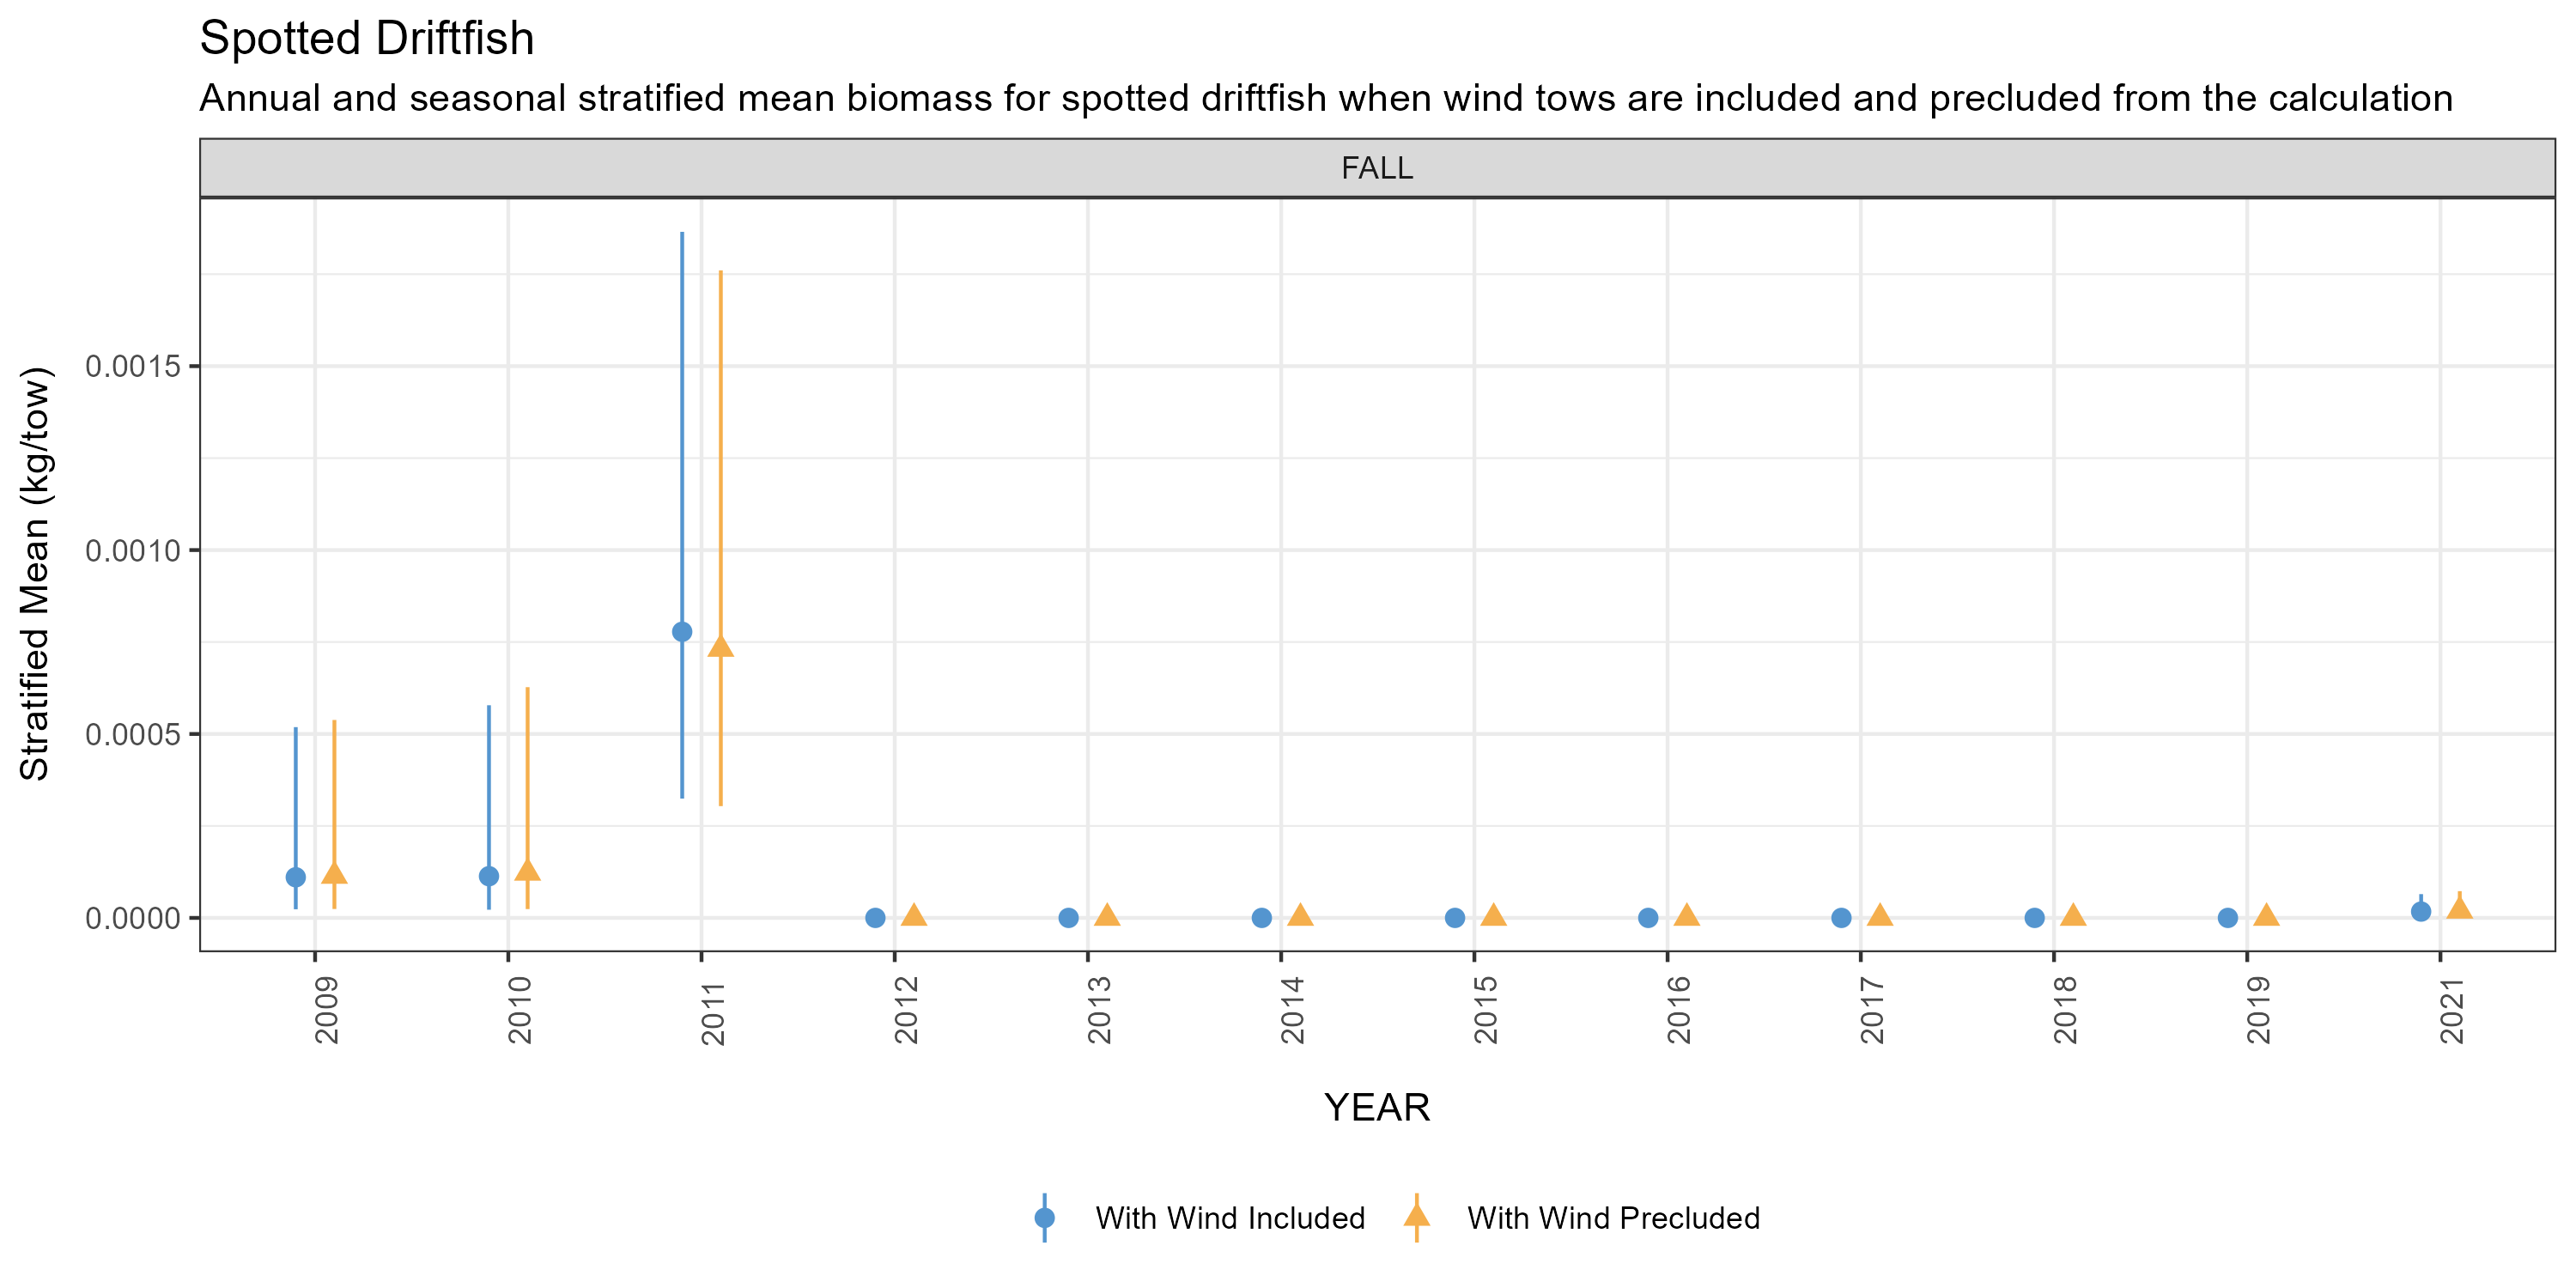 Spotted Driftfish
Annual and seasonal stratified mean biomass for spotted driftfish when wind tows are included and precluded from the calculation
FALL
Stratified Mean (kg/tow)
0.0015
0.0010
0.0005
0.0000
2009
2010
2011
2012
2013
2014
2015
2016
2017
2018
2019
2021
YEAR
With Wind Included
With Wind Precluded